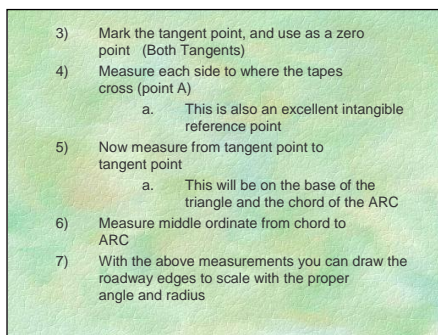 3) Mark the tangent point, and use as a zero
point (Both Tangents)
4) Measure each side to where the tapes
cross (point A)
a. This is also an excellent intangible
reference point
5) Now measure from tangent point to
tangent point
a. This will be on the base of the
triangle and the chord of the ARC
6) Measure middle ordinate from chord to
ARC
7) With the above measurements you can draw the
roadway edges to scale with the proper
angle and radius